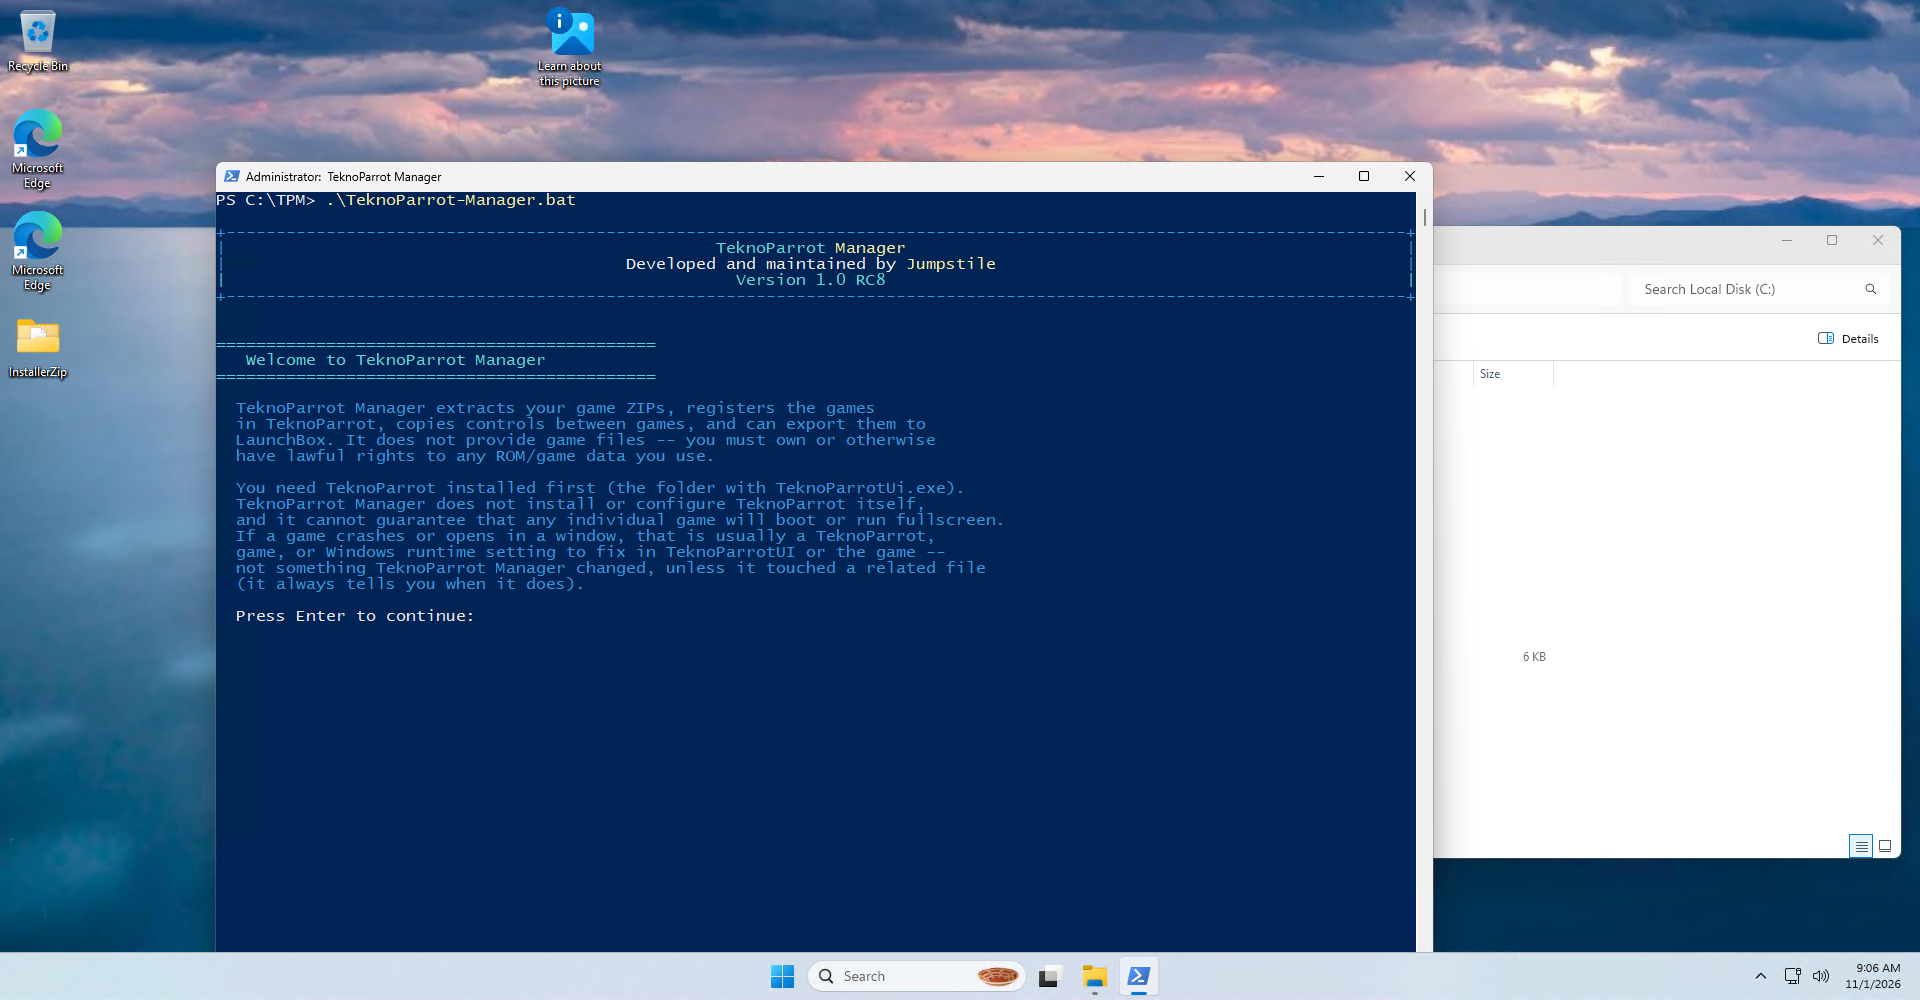 Recycle Bin
Learn about
this picture
Microsoft
Edge
Microsoft
Edge
InstallerZip
Administrator:  TeknoParrot Manager
PS C:\TPM> .\TeknoParrot-Manager.bat
TeknoParrot Manager
Developed and maintained by Jumpstile
Version 1.0 RC8
============================================
Welcome to TeknoParrot Manager
============================================
TeknoParrot Manager extracts your game ZIPs, registers the games
in TeknoParrot, copies controls between games, and can export them to
LaunchBox. It does not provide game files -- you must own or otherwise
have lawful rights to any ROM/game data you use.
You need TeknoParrot installed first (the folder with TeknoParrotUi.exe).
TeknoParrot Manager does not install or configure TeknoParrot itself,
and it cannot guarantee that any individual game will boot or run fullscreen.
If a game crashes or opens in a window, that is usually a TeknoParrot,
game, or Windows runtime setting to fix in TeknoParrotUI or the game --
not something TeknoParrot Manager changed, unless it touched a related file
(it always tells you when it does).
Press Enter to continue:
Search Local Disk (C:)
Details
Size
6 KB
Search
9:06 AM
11/1/2026